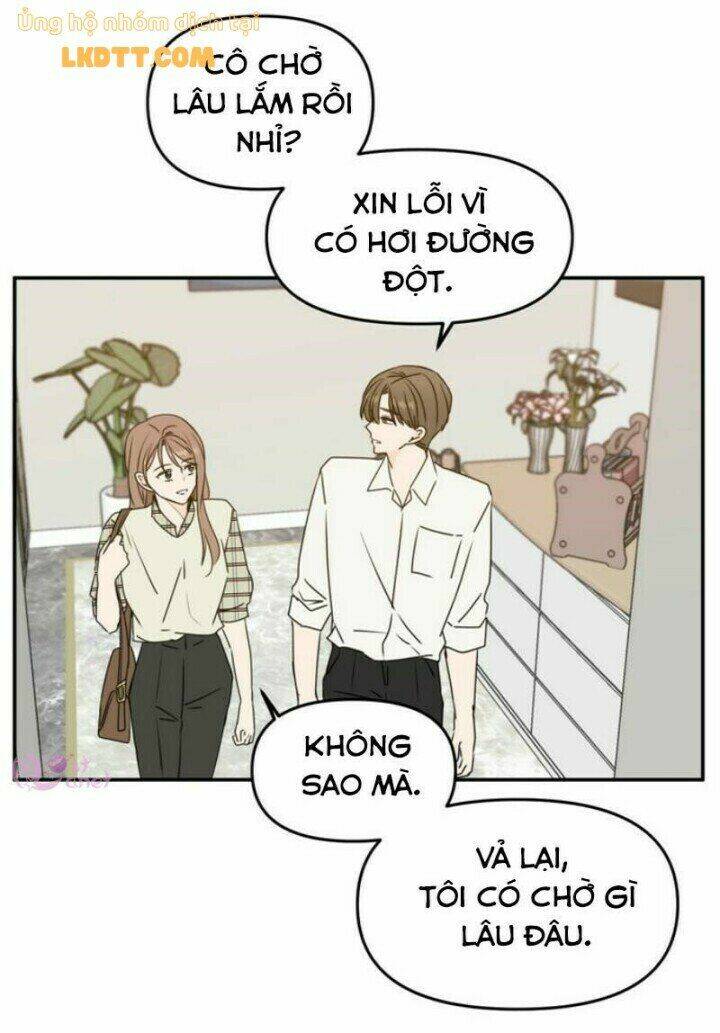 Ủng hộ nhóm dịch tại
LKDTT.COM
CÔ CHỜ
LÂU LẮM RỒI
NHỈ?
XIN LỖI VÌ
CÓ HƠI ĐƯỜNG
ĐỘT.
KHÔNG
SAO MÀ.
VẢ LẠI,
TÔI CÓ CHỜ GÌ
LÂU ĐÂU.